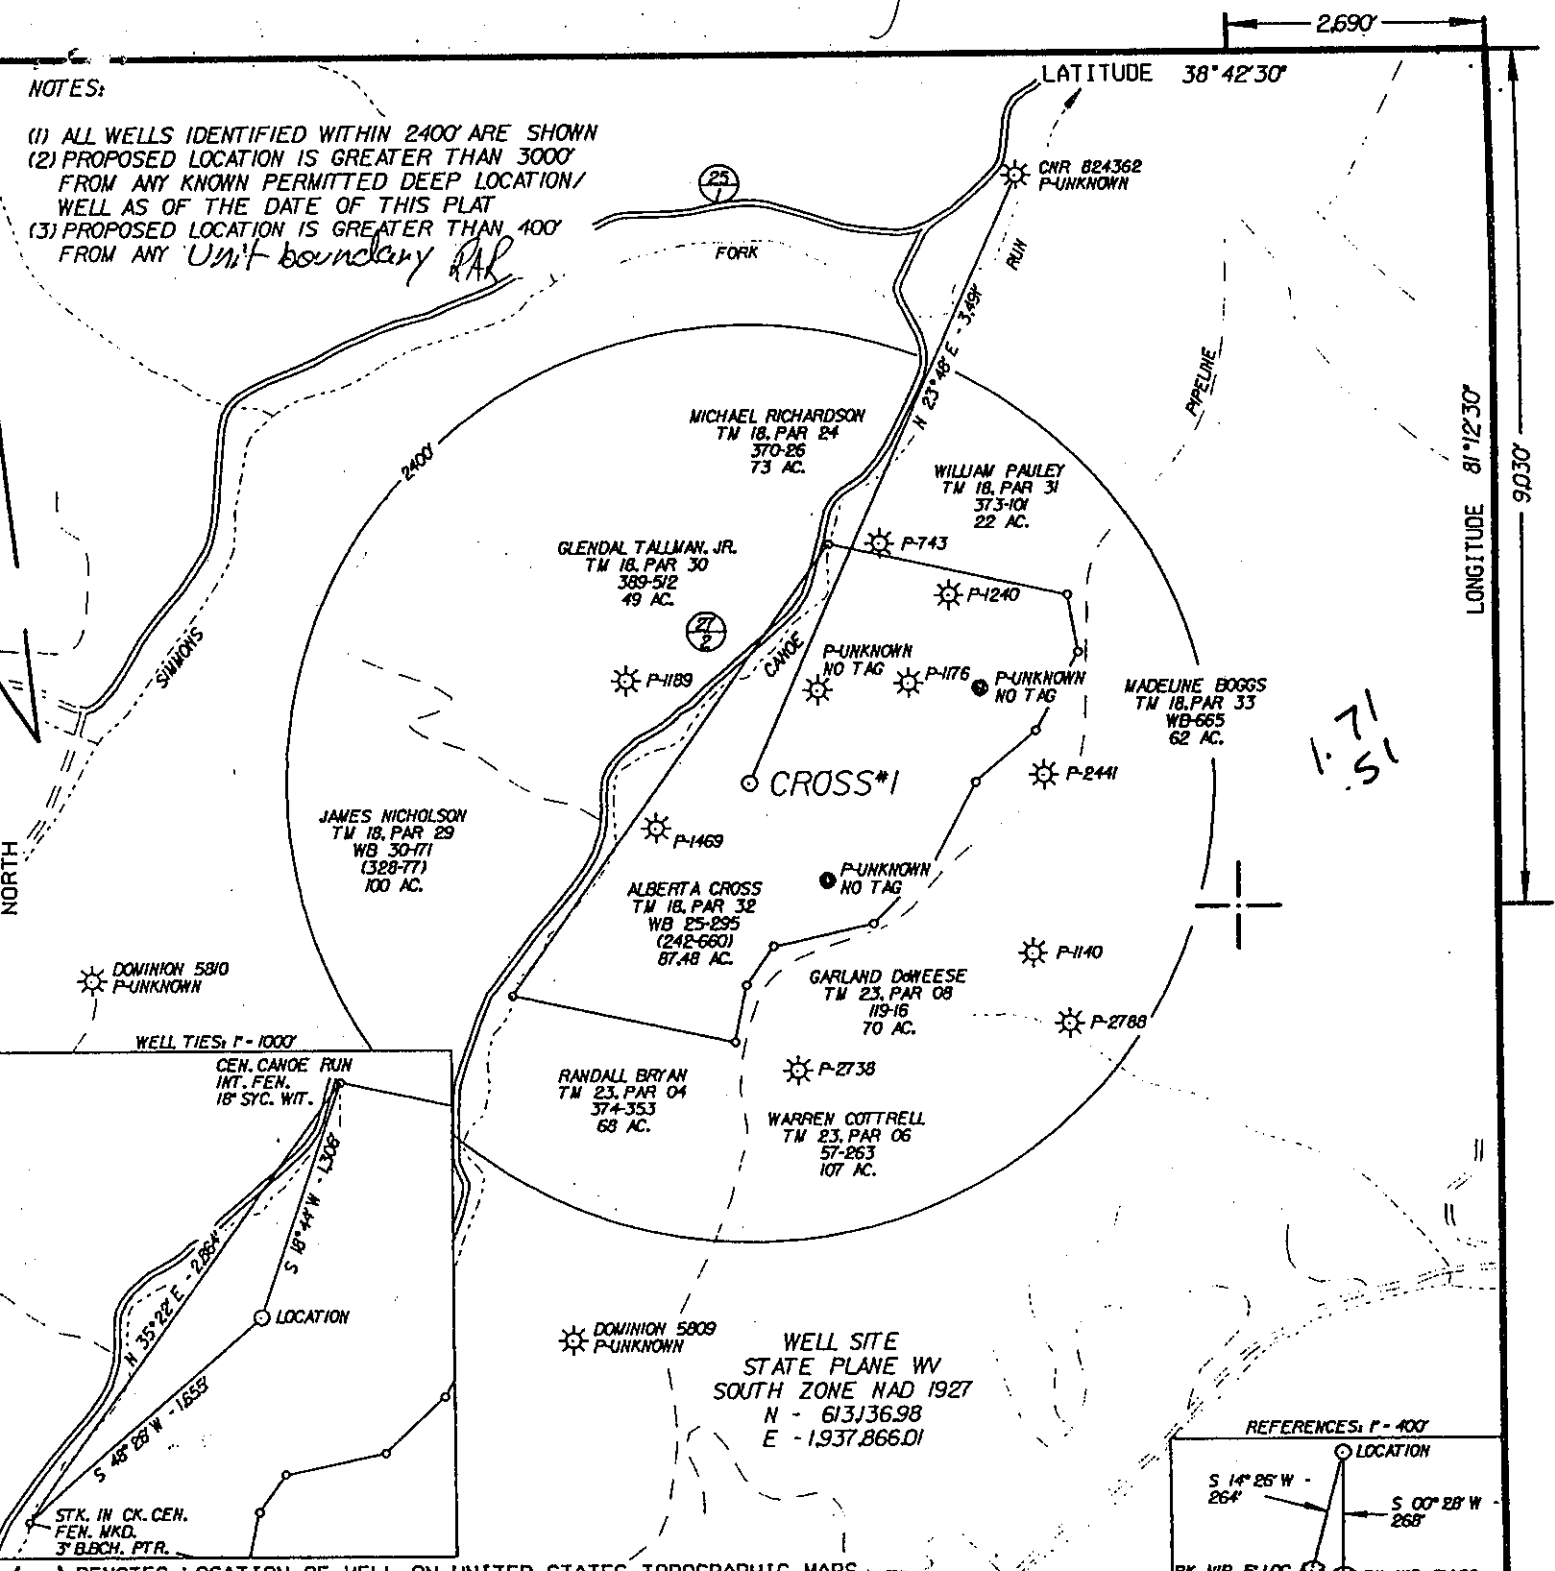 2,690'
LATITUDE 38°42'30"
NOTES:
(1) ALL WELLS IDENTIFIED WITHIN 2400' ARE SHOWN
(2) PROPOSED LOCATION IS GREATER THAN 3000'
FROM ANY KNOWN PERMITTED DEEP LOCATION/
WELL AS OF THE DATE OF THIS PLAT
(3) PROPOSED LOCATION IS GREATER THAN 400'
FROM ANY Unit boundary RAR
25
1
CNR 824362
P-UNKNOWN
FORK
RUN
N 23°48' E - 3,491'
PIPELINE
LONGITUDE 81°12'30"
9,030'
2400'
MICHAEL RICHARDSON
TM 18, PAR 24
370-26
73 AC.
WILLIAM PAULEY
TM 18, PAR 31
373-101
22 AC.
GLENDAL TALLMAN, JR.
TM 18, PAR 30
389-512
49 AC.
P-743
P-1240
27
2
SIMMONS
CANOE
P-1189
P-UNKNOWN
NO TAG
P-1176
P-UNKNOWN
NO TAG
MADELINE BOGGS
TM 18, PAR 33
WB-665
62 AC.
1.71
.51
CROSS #1
P-2441
JAMES NICHOLSON
TM 18, PAR 29
WB 30-171
(328-77)
100 AC.
P-1469
NORTH
P-UNKNOWN
NO TAG
ALBERTA CROSS
TM 18, PAR 32
WB 25-295
(242-660)
87.48 AC.
P-1140
DOMINION 5810
P-UNKNOWN
GARLAND DeWEESE
TM 23, PAR 08
119-16
70 AC.
P-2788
P-2738
RANDALL BRYAN
TM 23, PAR 04
374-353
68 AC.
WARREN COTTRELL
TM 23, PAR 06
57-263
107 AC.
WELL TIES: 1" = 1000'
CEN. CANOE RUN
INT. FEN.
18" SYC. WIT.
S 18°44' W - 1,306'
N 35°22' E - 2,864'
LOCATION
S 48°28' W - 1,655'
STK. IN CK. CEN.
FEN. MKD.
3" B.BCH. PTR.
DOMINION 5809
P-UNKNOWN
WELL SITE
STATE PLANE WV
SOUTH ZONE NAD 1927
N - 613,136.98
E - 1,937,866.01
REFERENCES: 1" = 400'
LOCATION
S 14°26' W -
264'
S 00°28' W -
268'
DENOTES LOCATION OF WELL ON UNITED STATES TOPOGRAPHIC MAPS